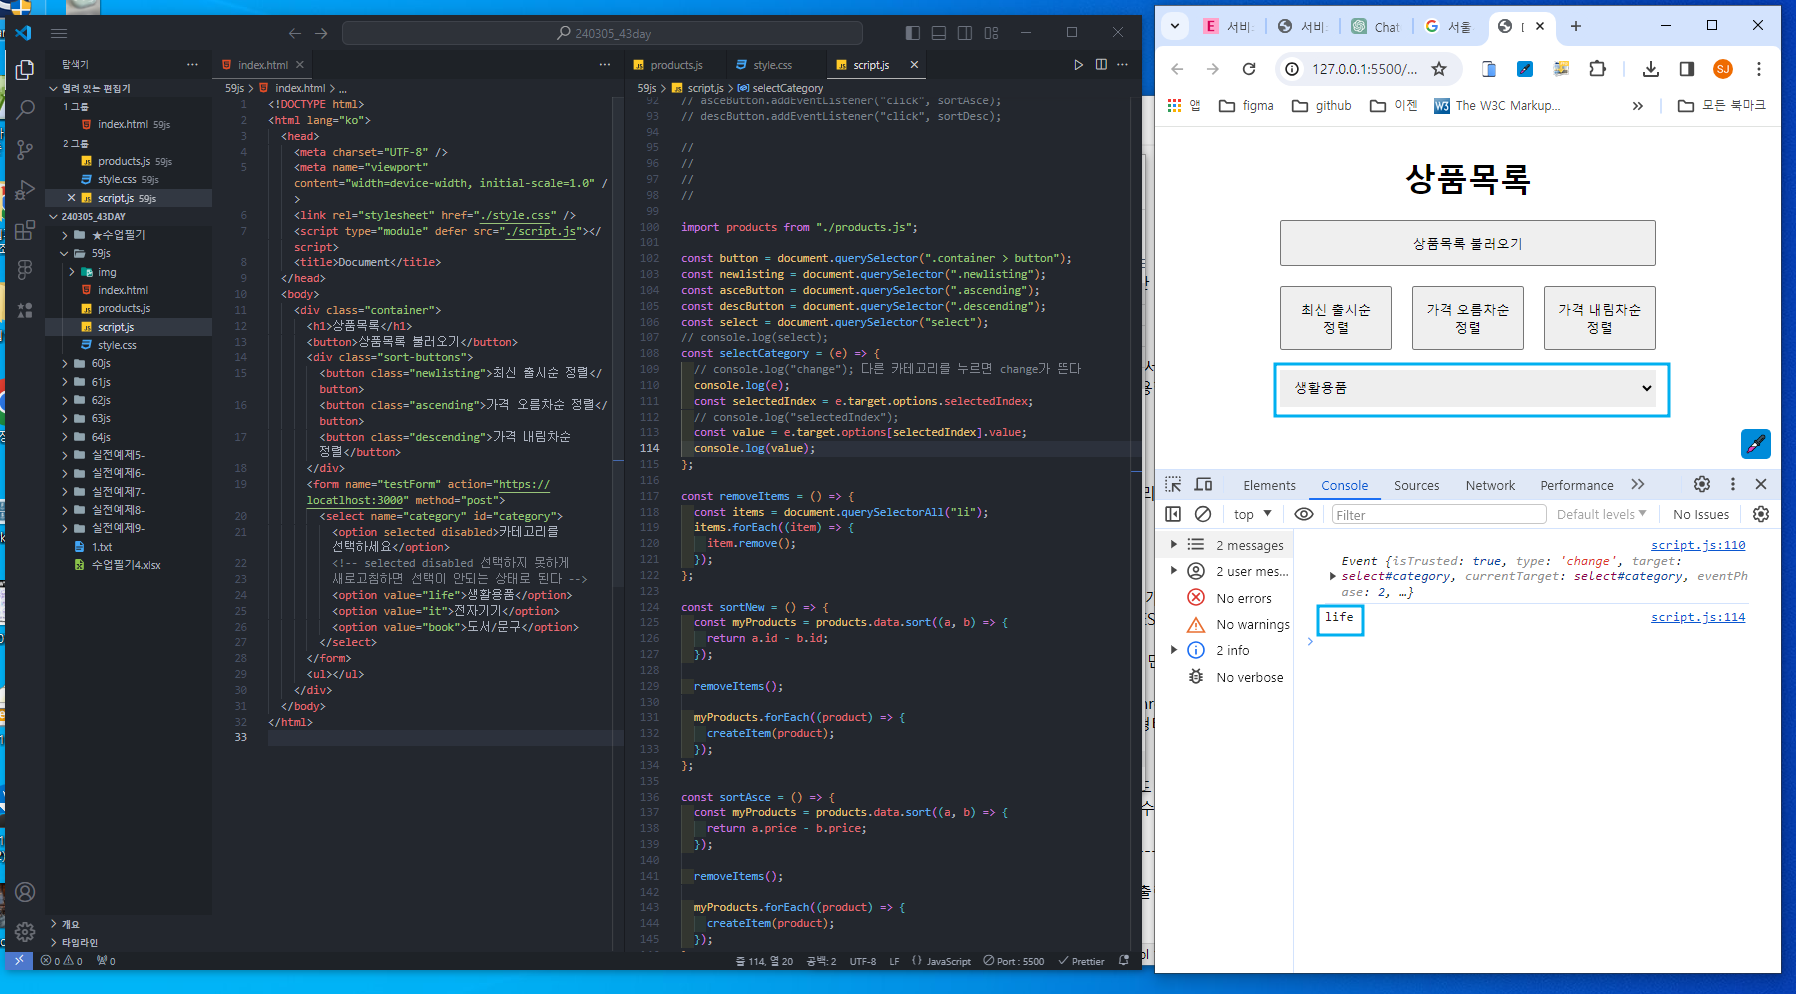 240305_43day
탐색기
열려 있는 편집기
1 그룹
index.html 59js
2 그룹
products.js 59js
style.css 59js
script.js 59js
240305_43DAY
★수업필기
59js
img
index.html
products.js
script.js
style.css
60js
61js
62js
63js
64js
실전예제5-
실전예제6-
실전예제7-
실전예제8-
실전예제9-
1.txt
수업필기4.xlsx
개요
타임라인
index.html
59js > index.html > ...
1 <!DOCTYPE html>
2 <html lang="ko">
3 <head>
4 <meta charset="UTF-8" />
5 <meta name="viewport"
content="width=device-width, initial-scale=1.0" /
>
6 <link rel="stylesheet" href="./style.css" />
7 <script type="module" defer src="./script.js"></
script>
8 <title>Document</title>
9 </head>
10 <body>
11 <div class="container">
12 <h1>상품목록</h1>
13 <button>상품목록 불러오기</button>
14 <div class="sort-buttons">
15 <button class="newlisting">최신 출시순 정렬</
button>
16 <button class="ascending">가격 오름차순 정렬</
button>
17 <button class="descending">가격 내림차순
정렬</button>
18 </div>
19 <form name="testForm" action="https://
locatlhost:3000" method="post">
20 <select name="category" id="category">
21 <option selected disabled>카테고리를
선택하세요</option>
22 <!-- selected disabled 선택하지 못하게
23 새로고침하면 선택이 안되는 상태로 된다 -->
24 <option value="life">생활용품</option>
25 <option value="it">전자기기</option>
26 <option value="book">도서/문구</option>
27 </select>
28 </form>
29 <ul></ul>
30 </div>
31 </body>
32 </html>
33
products.js
style.css
script.js
59js > script.js > selectCategory
92 // asceButton.addEventListener("click", sortAsce);
93 // descButton.addEventListener("click", sortDesc);
94
95 //
96 //
97 //
98 //
99
100 import products from "./products.js";
101
102 const button = document.querySelector(".container > button");
103 const newlisting = document.querySelector(".newlisting");
104 const asceButton = document.querySelector(".ascending");
105 const descButton = document.querySelector(".descending");
106 const select = document.querySelector("select");
107 // console.log(select);
108 const selectCategory = (e) => {
109 // console.log("change"); 다른 카테고리를 누르면 change가 뜬다
110 console.log(e);
111 const selectedIndex = e.target.options.selectedIndex;
112 // console.log("selectedIndex");
113 const value = e.target.options[selectedIndex].value;
114 console.log(value);
115 };
116
117 const removeItems = () => {
118 const items = document.querySelectorAll("li");
119 items.forEach((item) => {
120 item.remove();
121 });
122 };
123
124 const sortNew = () => {
125 const myProducts = products.data.sort((a, b) => {
126 return a.id - b.id;
127 });
128
129 removeItems();
130
131 myProducts.forEach((product) => {
132 createItem(product);
133 });
134 };
135
136 const sortAsce = () => {
137 const myProducts = products.data.sort((a, b) => {
138 return a.price - b.price;
139 });
140
141 removeItems();
142
143 myProducts.forEach((product) => {
144 createItem(product);
145 });
0 0 0
줄 114, 열 20 공백: 2 UTF-8 LF {} JavaScript Port : 5500 Prettier
서비 서비 Chat 서울
127.0.0.1:5500/...
SJ
앱 figma github 이젠 The W3C Markup... 모든 북마크
상품목록
상품목록 불러오기
최신 출시순 정렬
가격 오름차순 정렬
가격 내림차순 정렬
생활용품
Elements Console Sources Network Performance
top Filter Default levels No Issues
2 messages
2 user mes...
No errors
No warnings
2 info
No verbose
script.js:110
Event {isTrusted: true, type: 'change', target:
select#category, currentTarget: select#category, eventPh
ase: 2, …}
life script.js:114